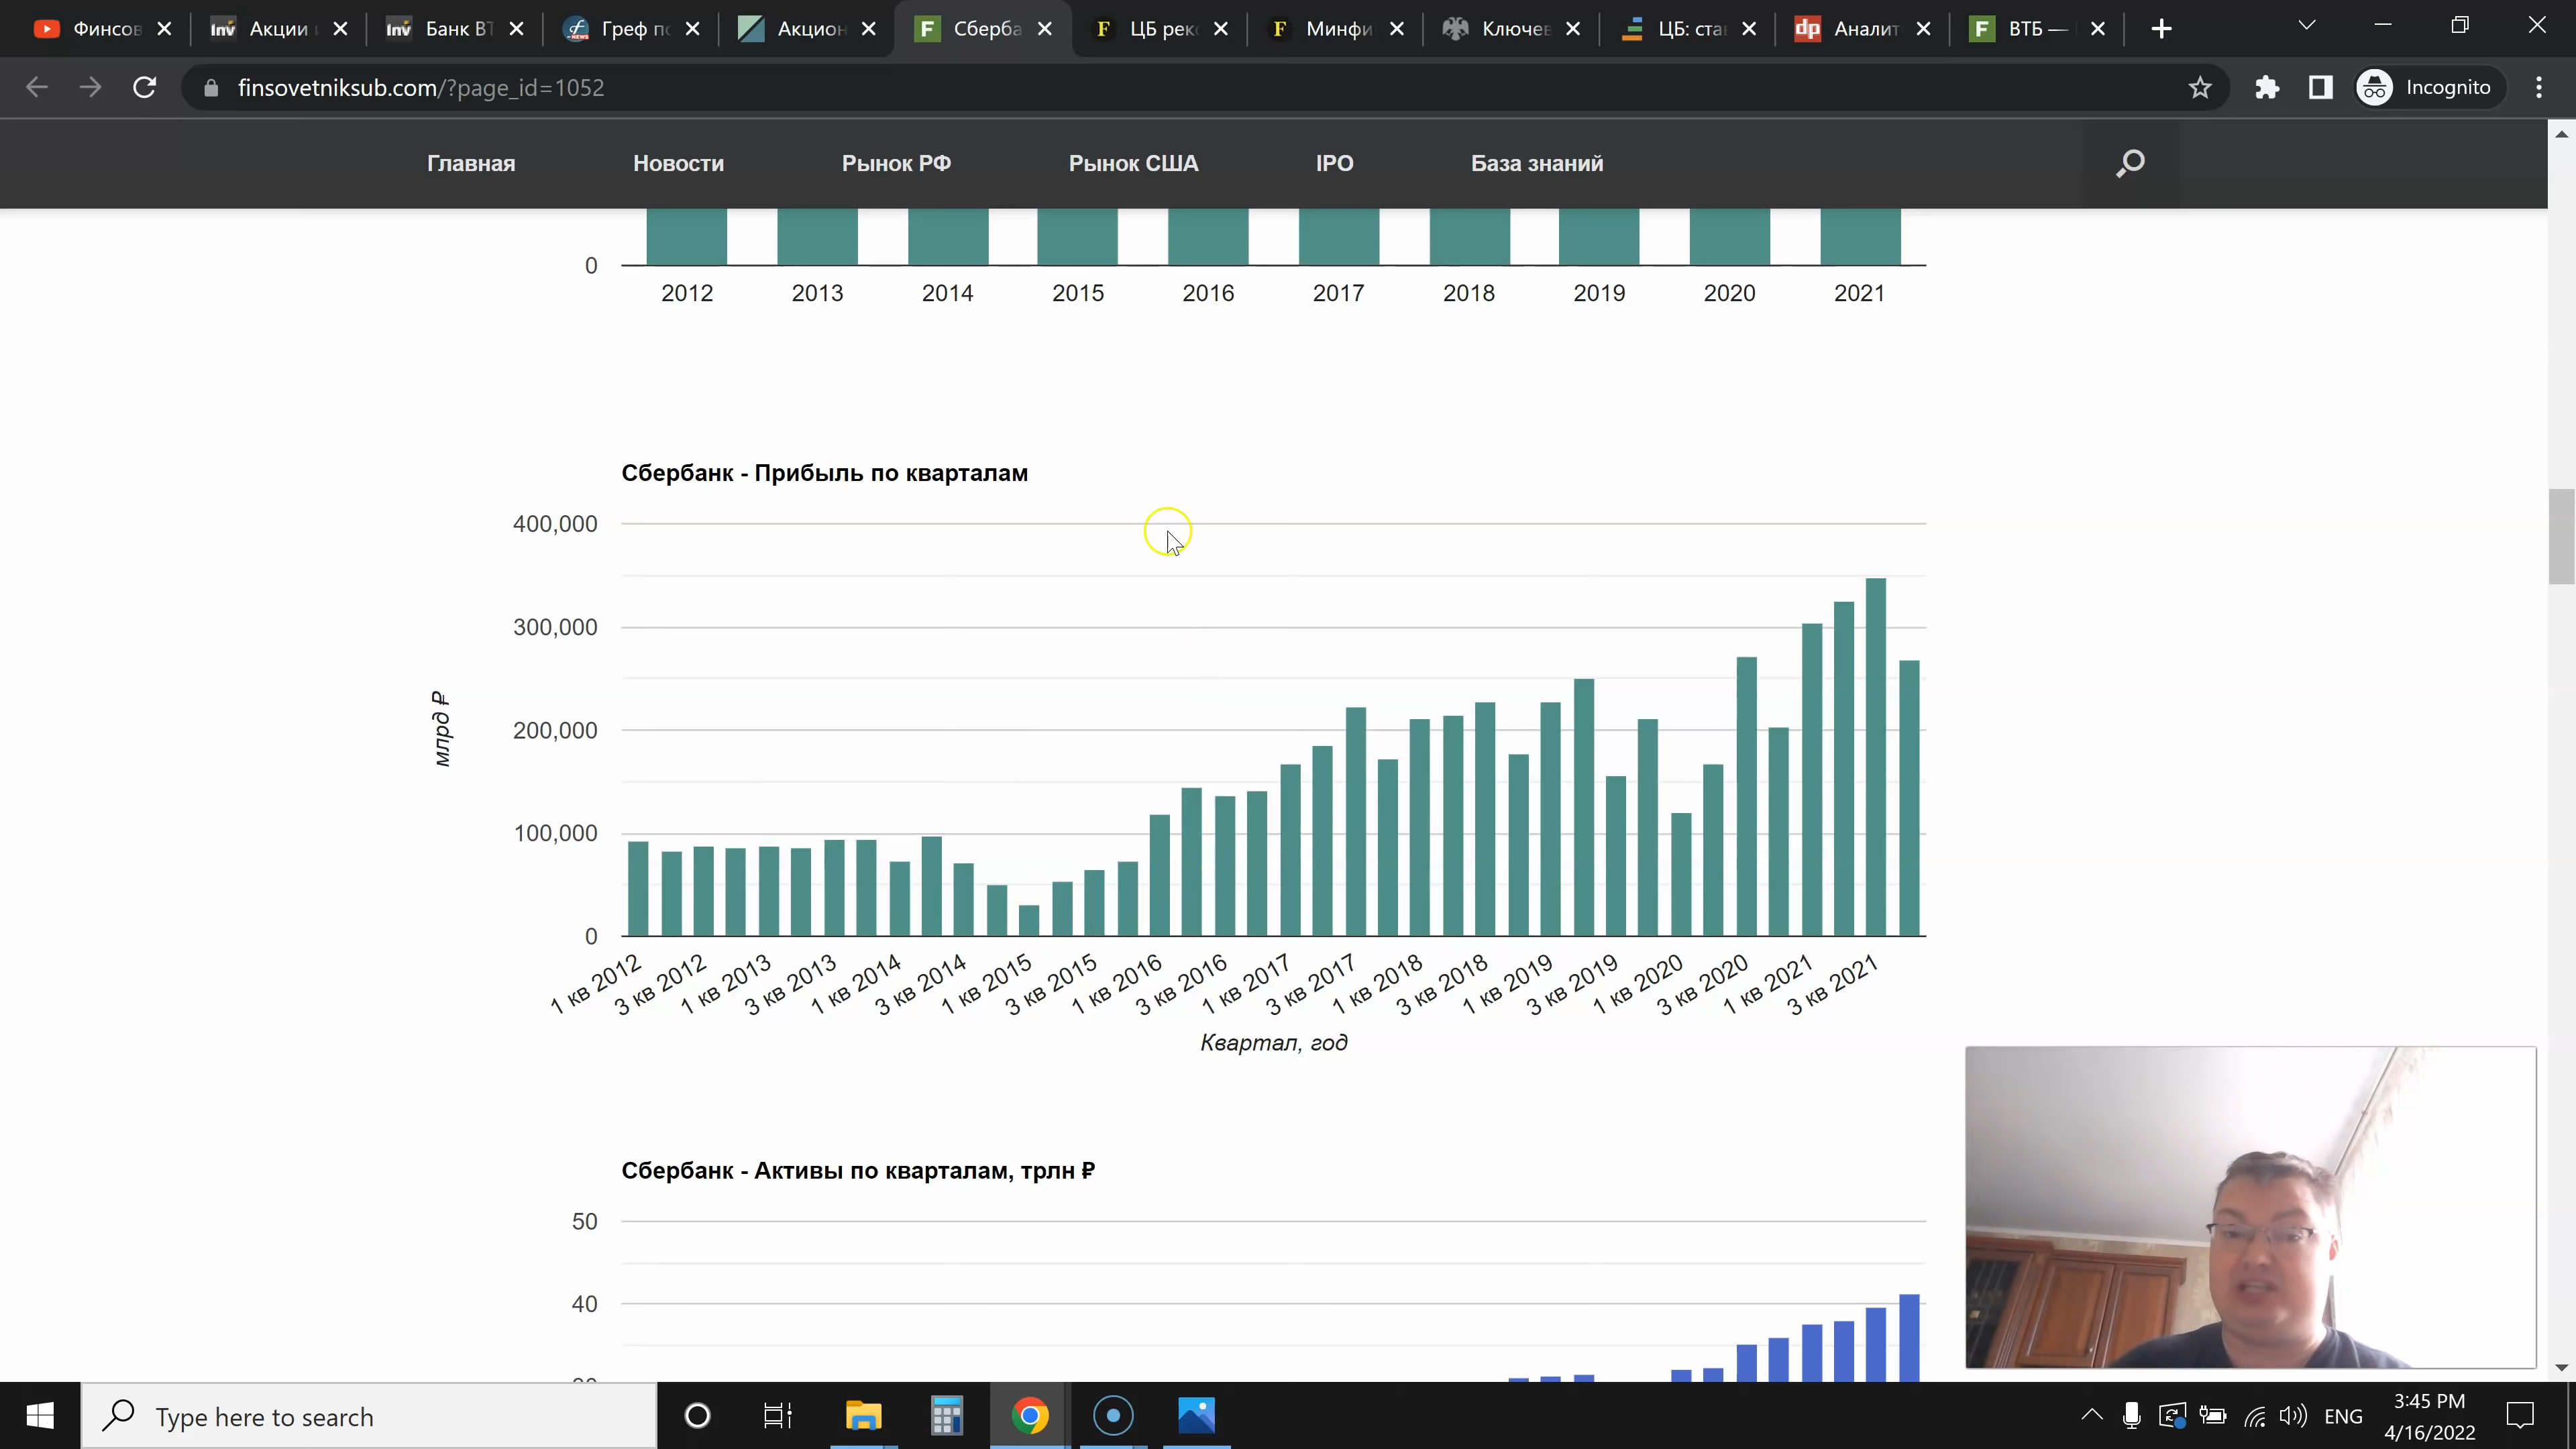 Финсов
Акции и
Банк ВТ
Греф по
Акцион
Сберба
ЦБ рек
Минфи
Ключев
ЦБ: ста
Аналит
ВТБ —
finsovetniksub.com/?page_id=1052
Incognito
Главная Новости Рынок РФ Рынок США IPO База знаний
0
2012 2013 2014 2015 2016 2017 2018 2019 2020 2021
Сбербанк - Прибыль по кварталам
400,000
300,000
200,000
100,000
0
млрд ₽
1 кв 2012 3 кв 2012 1 кв 2013 3 кв 2013 1 кв 2014 3 кв 2014 1 кв 2015 3 кв 2015 1 кв 2016 3 кв 2016 1 кв 2017 3 кв 2017 1 кв 2018 3 кв 2018 1 кв 2019 3 кв 2019 1 кв 2020 3 кв 2020 1 кв 2021 3 кв 2021
Квартал, год
Сбербанк - Активы по кварталам, трлн ₽
50
40
Type here to search
ENG
3:45 PM
4/16/2022